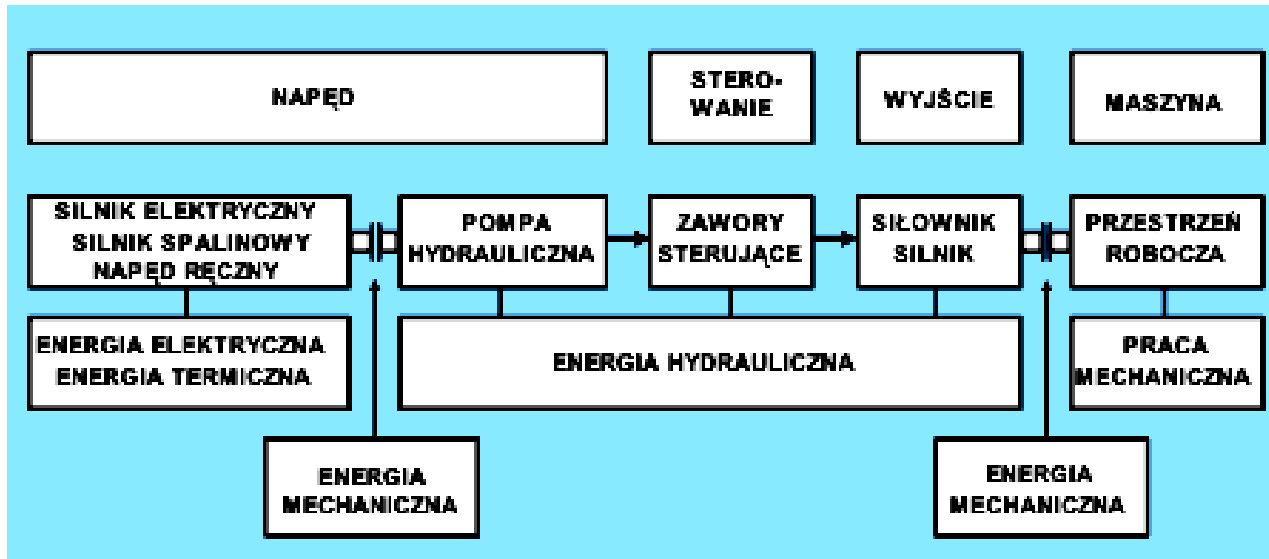 NAPĘD
STERO-
WANIE
WYJŚCIE
MASZYNA
SILNIK ELEKTRYCZNY
SILNIK SPALINOWY
NAPĘD RĘCZNY
POMPA
HYDRAULICZNA
ZAWORY
STERUJĄCE
SIŁOWNIK
SILNIK
PRZESTRZEŃ
ROBOCZA
ENERGIA ELEKTRYCZNA
ENERGIA TERMICZNA
ENERGIA HYDRAULICZNA
PRACA
MECHANICZNA
ENERGIA
MECHANICZNA
ENERGIA
MECHANICZNA